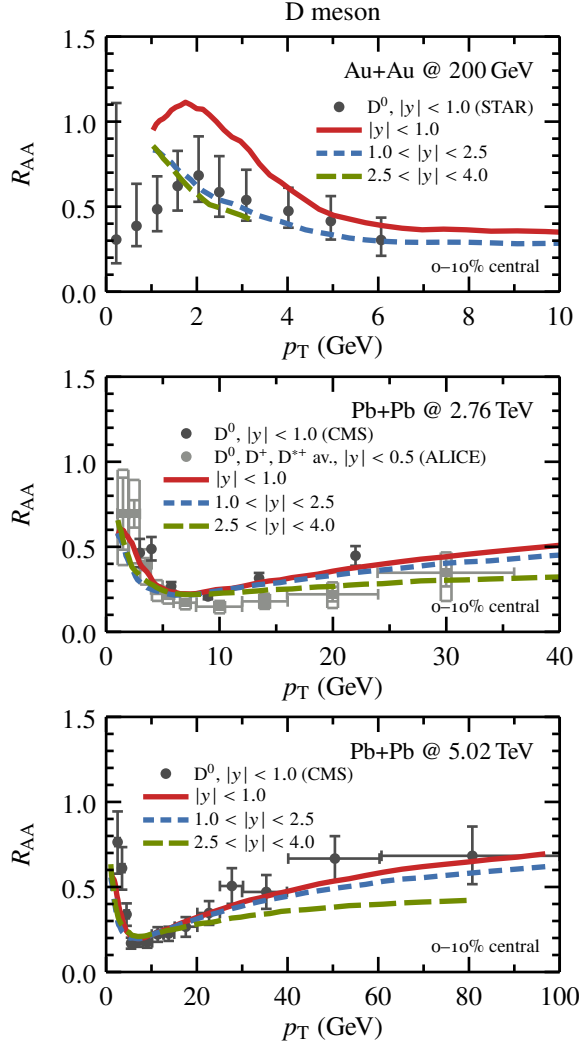 D meson
Au+Au @ 200 GeV
D⁰, |y| < 1.0 (STAR)
|y| < 1.0
1.0 < |y| < 2.5
2.5 < |y| < 4.0
0–10% central
R_AA
0.0
0.5
1.0
1.5
0 2 4 6 8 10
p_T (GeV)
Pb+Pb @ 2.76 TeV
D⁰, |y| < 1.0 (CMS)
D⁰, D⁺, D*⁺ av., |y| < 0.5 (ALICE)
|y| < 1.0
1.0 < |y| < 2.5
2.5 < |y| < 4.0
0–10% central
R_AA
0.0
0.5
1.0
1.5
0 10 20 30 40
p_T (GeV)
Pb+Pb @ 5.02 TeV
D⁰, |y| < 1.0 (CMS)
|y| < 1.0
1.0 < |y| < 2.5
2.5 < |y| < 4.0
0–10% central
R_AA
0.0
0.5
1.0
1.5
0 20 40 60 80 100
p_T (GeV)